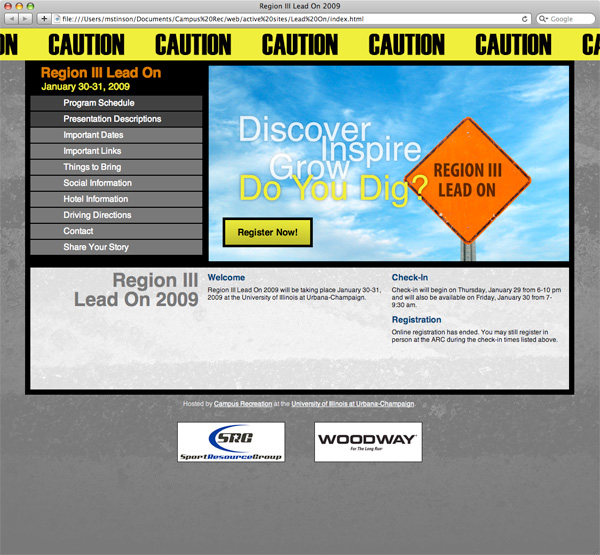 Region III Lead On 2009
file:///Users/mstinson/Documents/Campus%20Rec/web/active%20sites/Lead%20On/index.html
Google
ON CAUTION CAUTION CAUTION CAUTION CAUTION CA
Region III Lead On
January 30-31, 2009
Program Schedule
Presentation Descriptions
Important Dates
Important Links
Things to Bring
Social Information
Hotel Information
Driving Directions
Contact
Share Your Story
Discover
Inspire
Grow
Do You Dig?
Register Now!
REGION III
LEAD ON
Region III
Lead On 2009
Welcome
Region III Lead On 2009 will be taking place January 30-31,
2009 at the University of Illinois at Urbana-Champaign.
Check-In
Check-in will begin on Thursday, January 29 from 6-10 pm
and will also be available on Friday, January 30 from 7-
9:30 am.
Registration
Online registration has ended. You may still register in
person at the ARC during the check-in times listed above.
Hosted by Campus Recreation at the University of Illinois at Urbana-Champaign.
SRG
SportResourceGroup
WOODWAY
For The Long Run